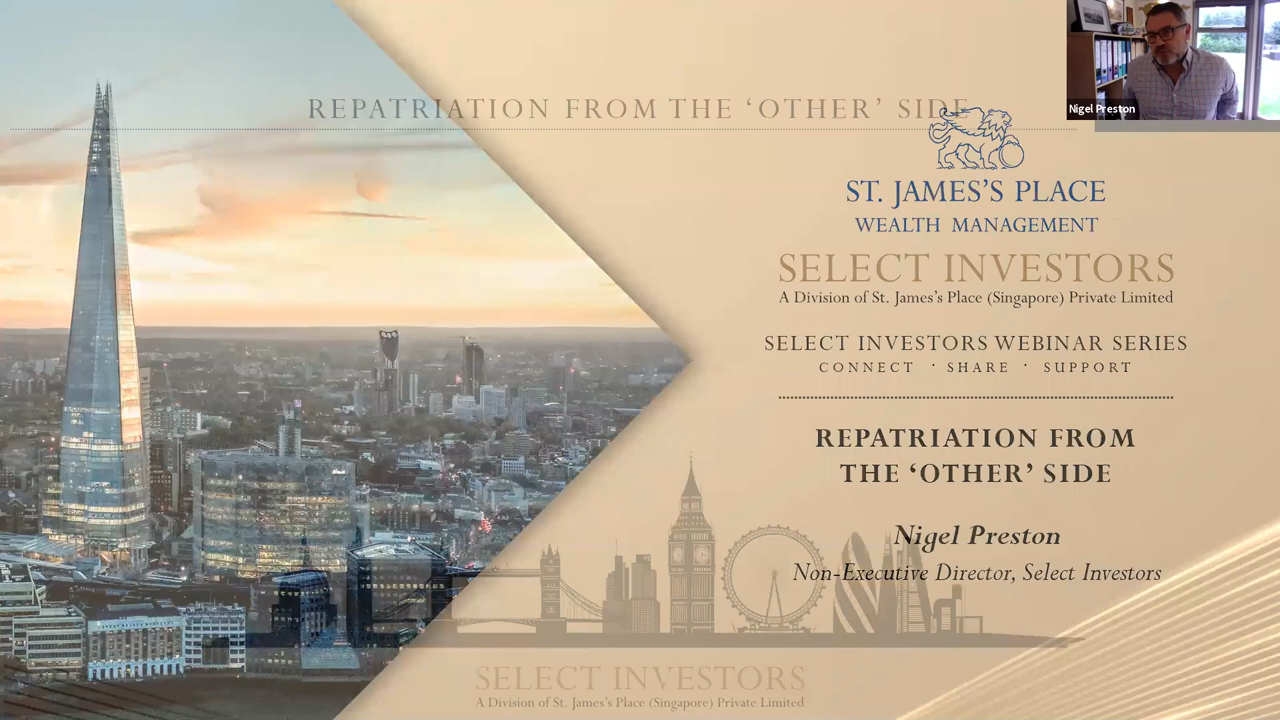 REPATRIATION FROM THE ‘OTHER’ SIDE
Nigel Preston
ST. JAMES’S PLACE
WEALTH MANAGEMENT
SELECT INVESTORS
A Division of St. James’s Place (Singapore) Private Limited
SELECT INVESTORS WEBINAR SERIES
CONNECT · SHARE · SUPPORT
REPATRIATION FROM
THE ‘OTHER’ SIDE
Nigel Preston
Non-Executive Director, Select Investors
SELECT INVESTORS
A Division of St. James’s Place (Singapore) Private Limited